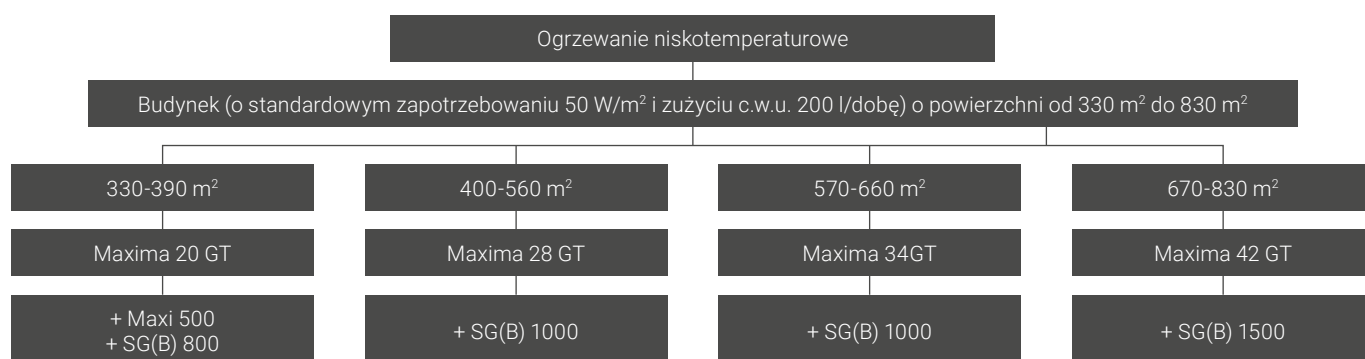 Ogrzewanie niskotemperaturowe
Budynek (o standardowym zapotrzebowaniu 50 W/m² i zużyciu c.w.u. 200 l/dobę) o powierzchni od 330 m² do 830 m²
330-390 m²
400-560 m²
570-660 m²
670-830 m²
Maxima 20 GT
Maxima 28 GT
Maxima 34GT
Maxima 42 GT
+ Maxi 500
+ SG(B) 800
+ SG(B) 1000
+ SG(B) 1000
+ SG(B) 1500